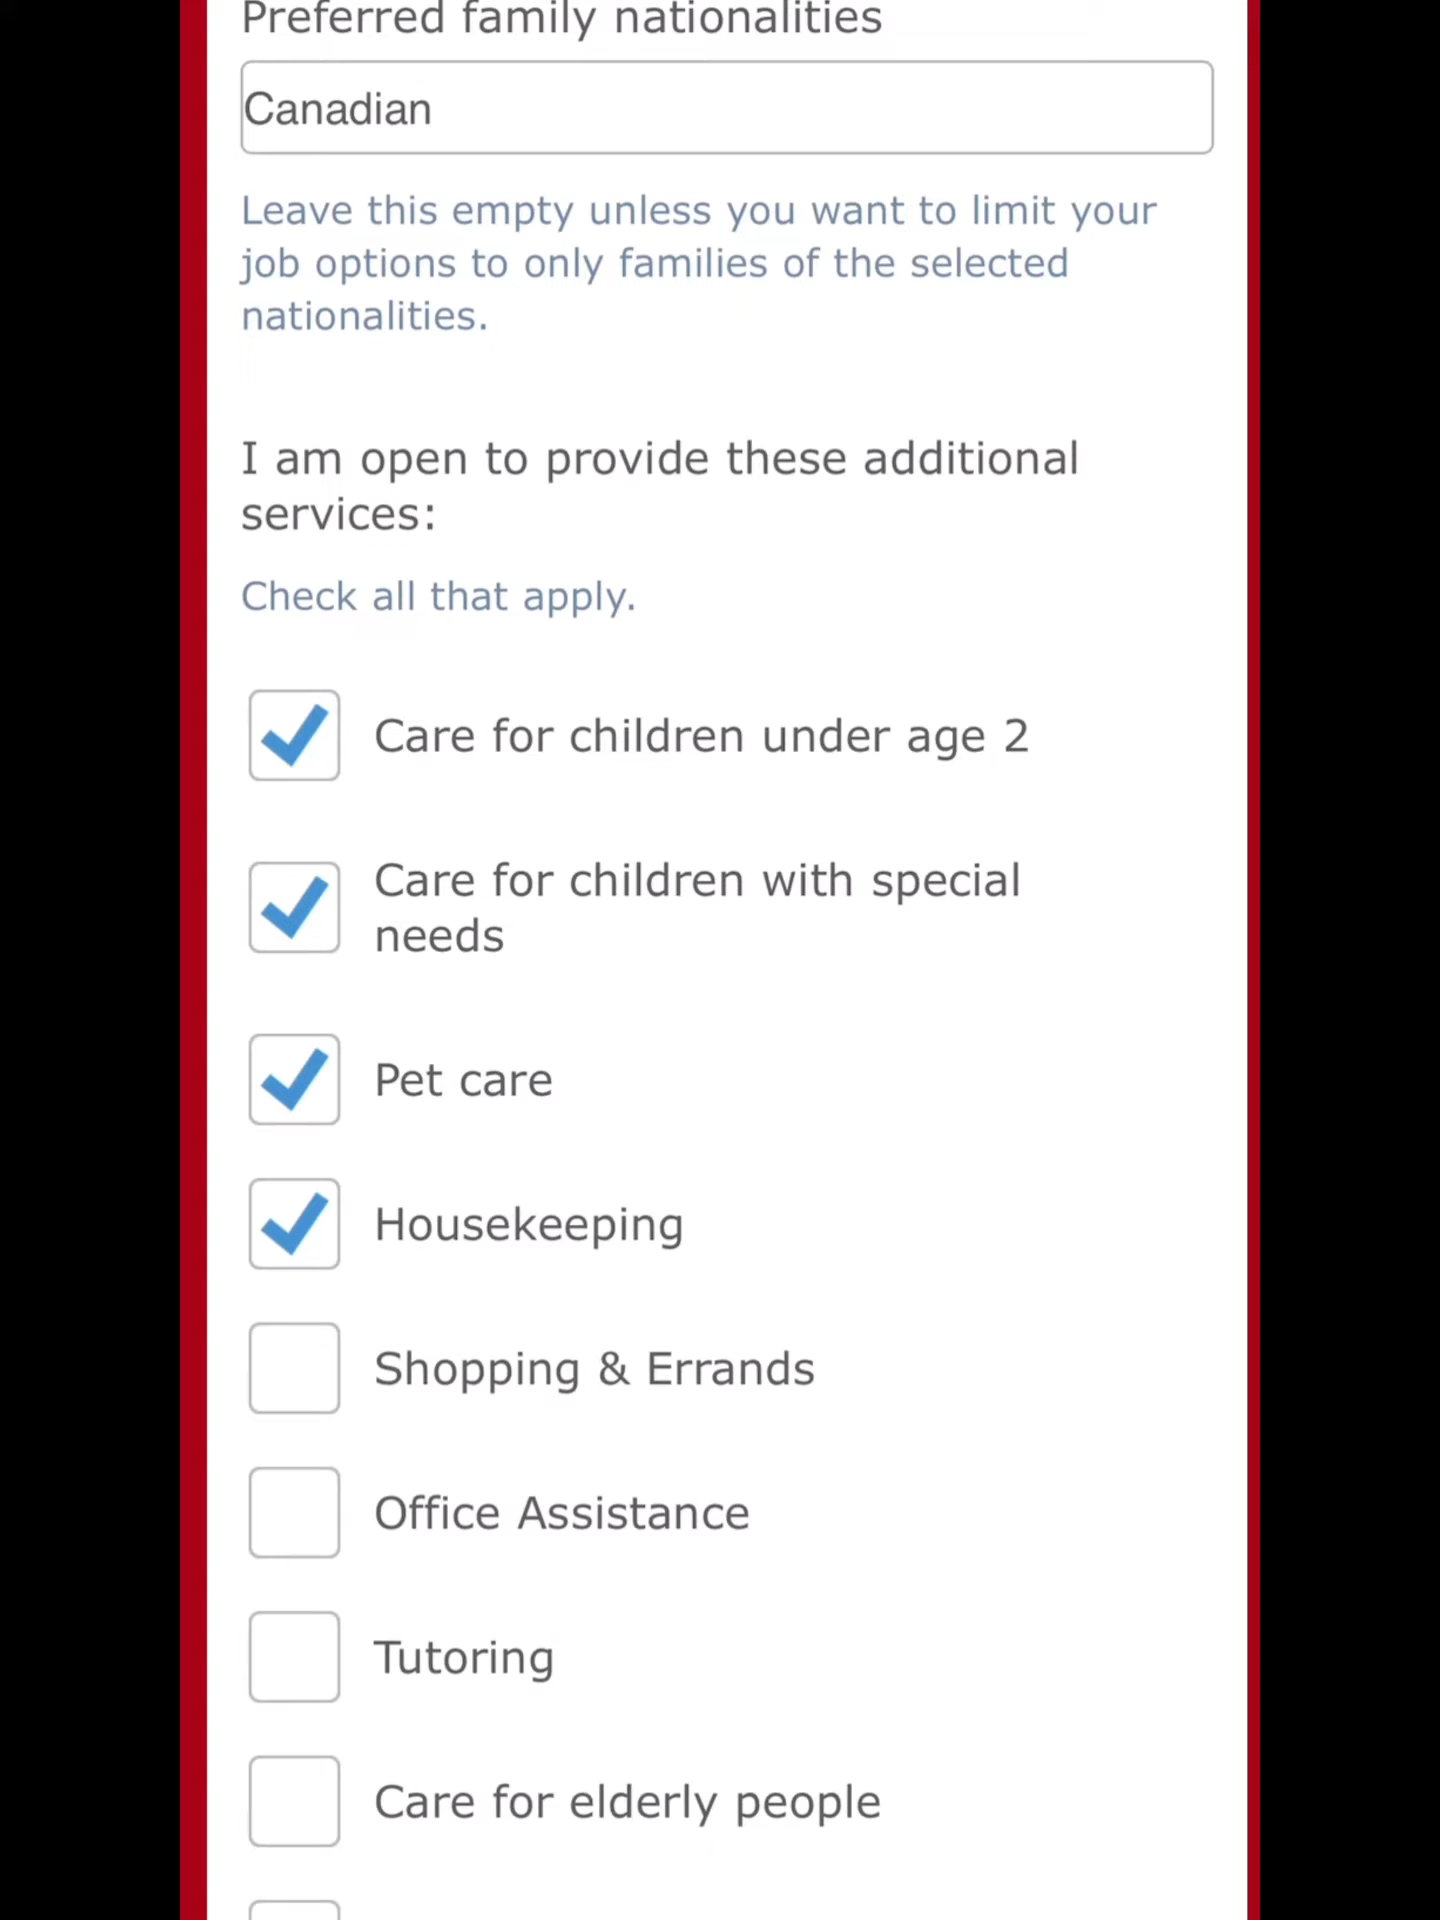 Preferred family nationalities
Canadian
Leave this empty unless you want to limit your
job options to only families of the selected
nationalities.
I am open to provide these additional
services:
Check all that apply.
Care for children under age 2
Care for children with special
needs
Pet care
Housekeeping
Shopping & Errands
Office Assistance
Tutoring
Care for elderly people